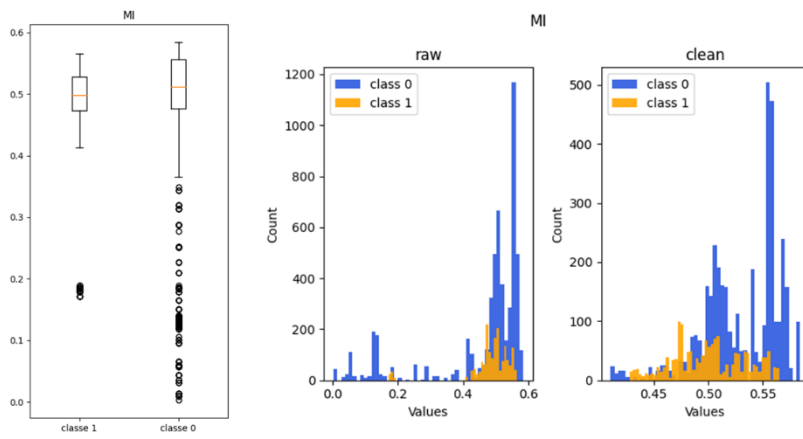 MI
0.6
0.5
0.4
0.3
0.2
0.1
0.0
classe 1
classe 0
MI
raw
1200
1000
800
600
400
200
0
Count
class 0
class 1
0.0
0.2
0.4
0.6
Values
clean
500
400
300
200
100
0
Count
class 0
class 1
0.45
0.50
0.55
Values